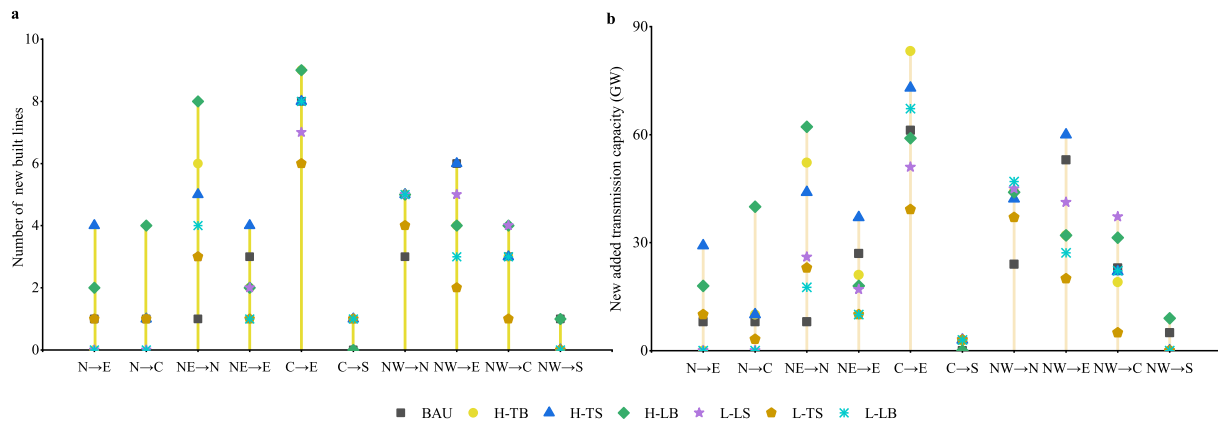 a
Number of new built lines
10
8
6
4
2
0
N→E N→C NE→N NE→E C→E C→S NW→N NW→E NW→C NW→S
b
New added transmission capacity (GW)
90
60
30
0
N→E N→C NE→N NE→E C→E C→S NW→N NW→E NW→C NW→S
BAU H-TB H-TS H-LB L-LS L-TS L-LB